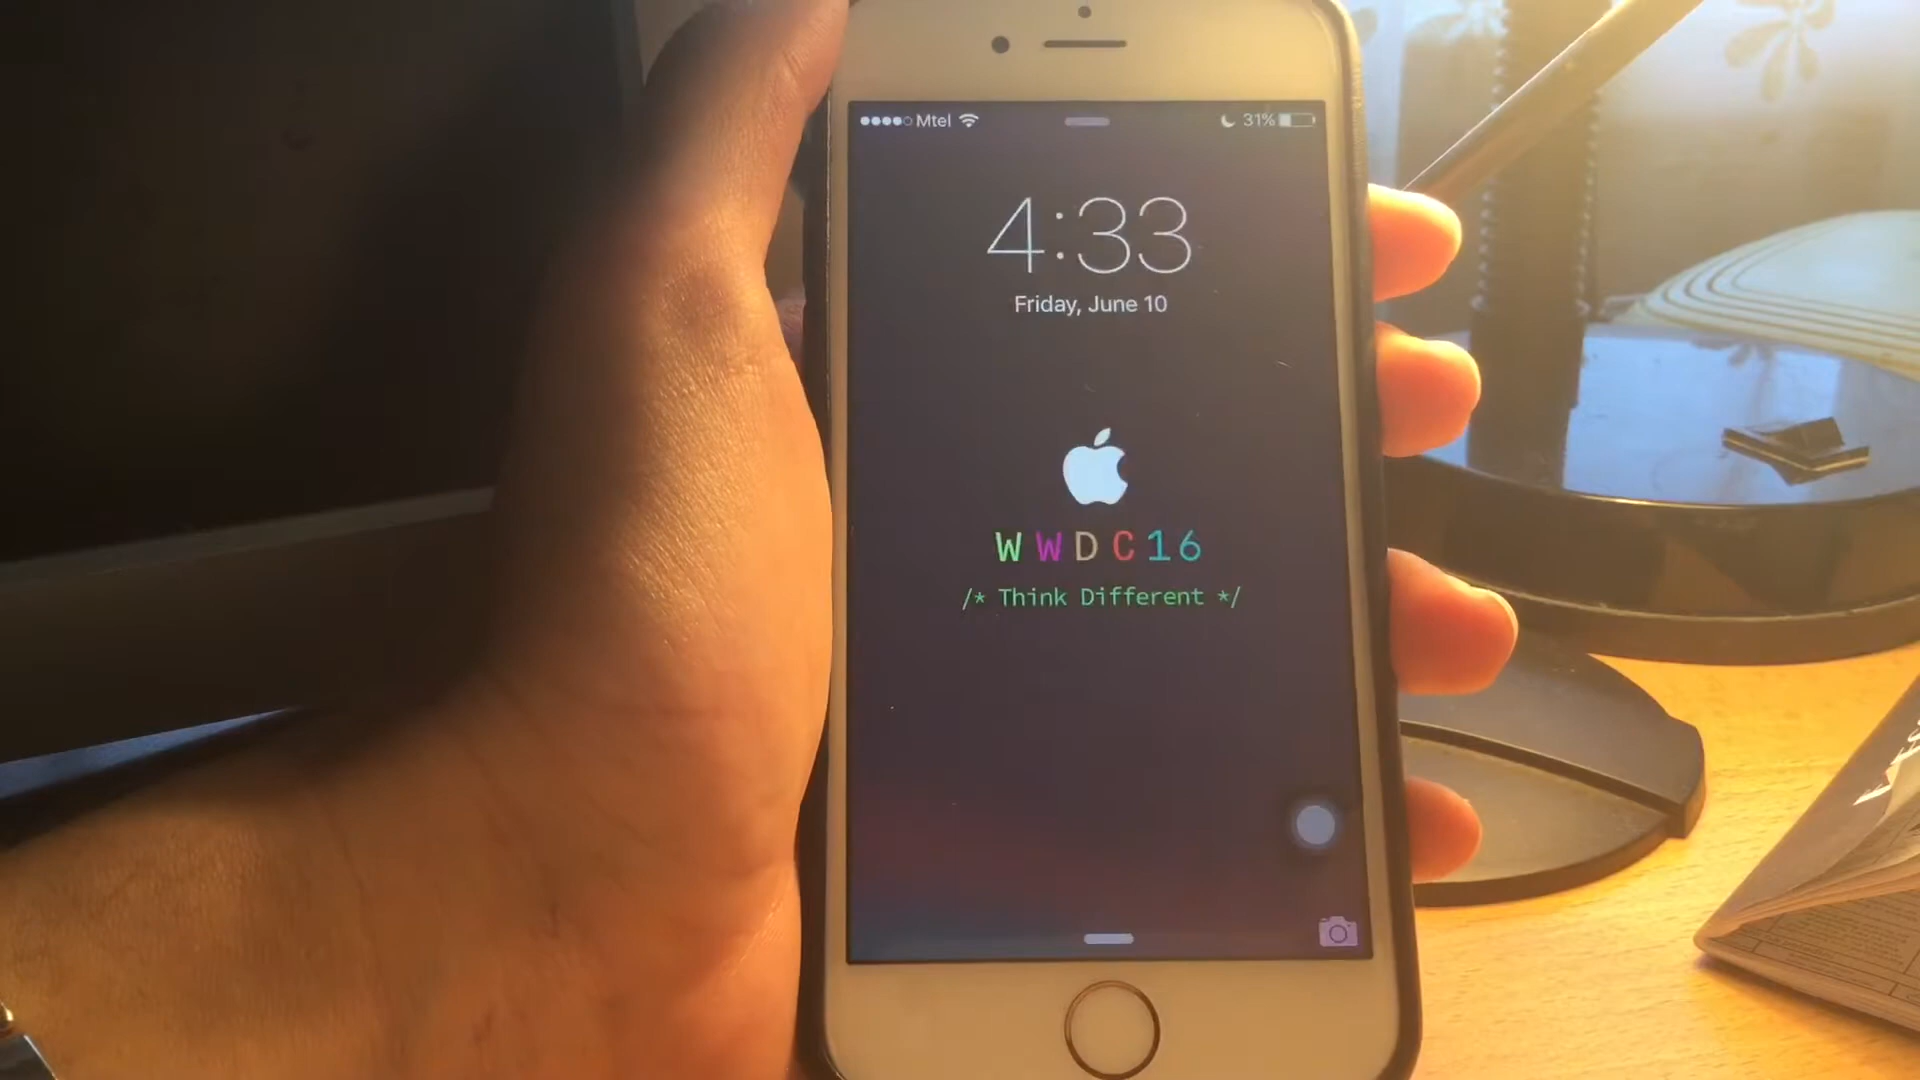 Mtel 31%
4:33
Friday, June 10
WWDC16
/* Think Different */